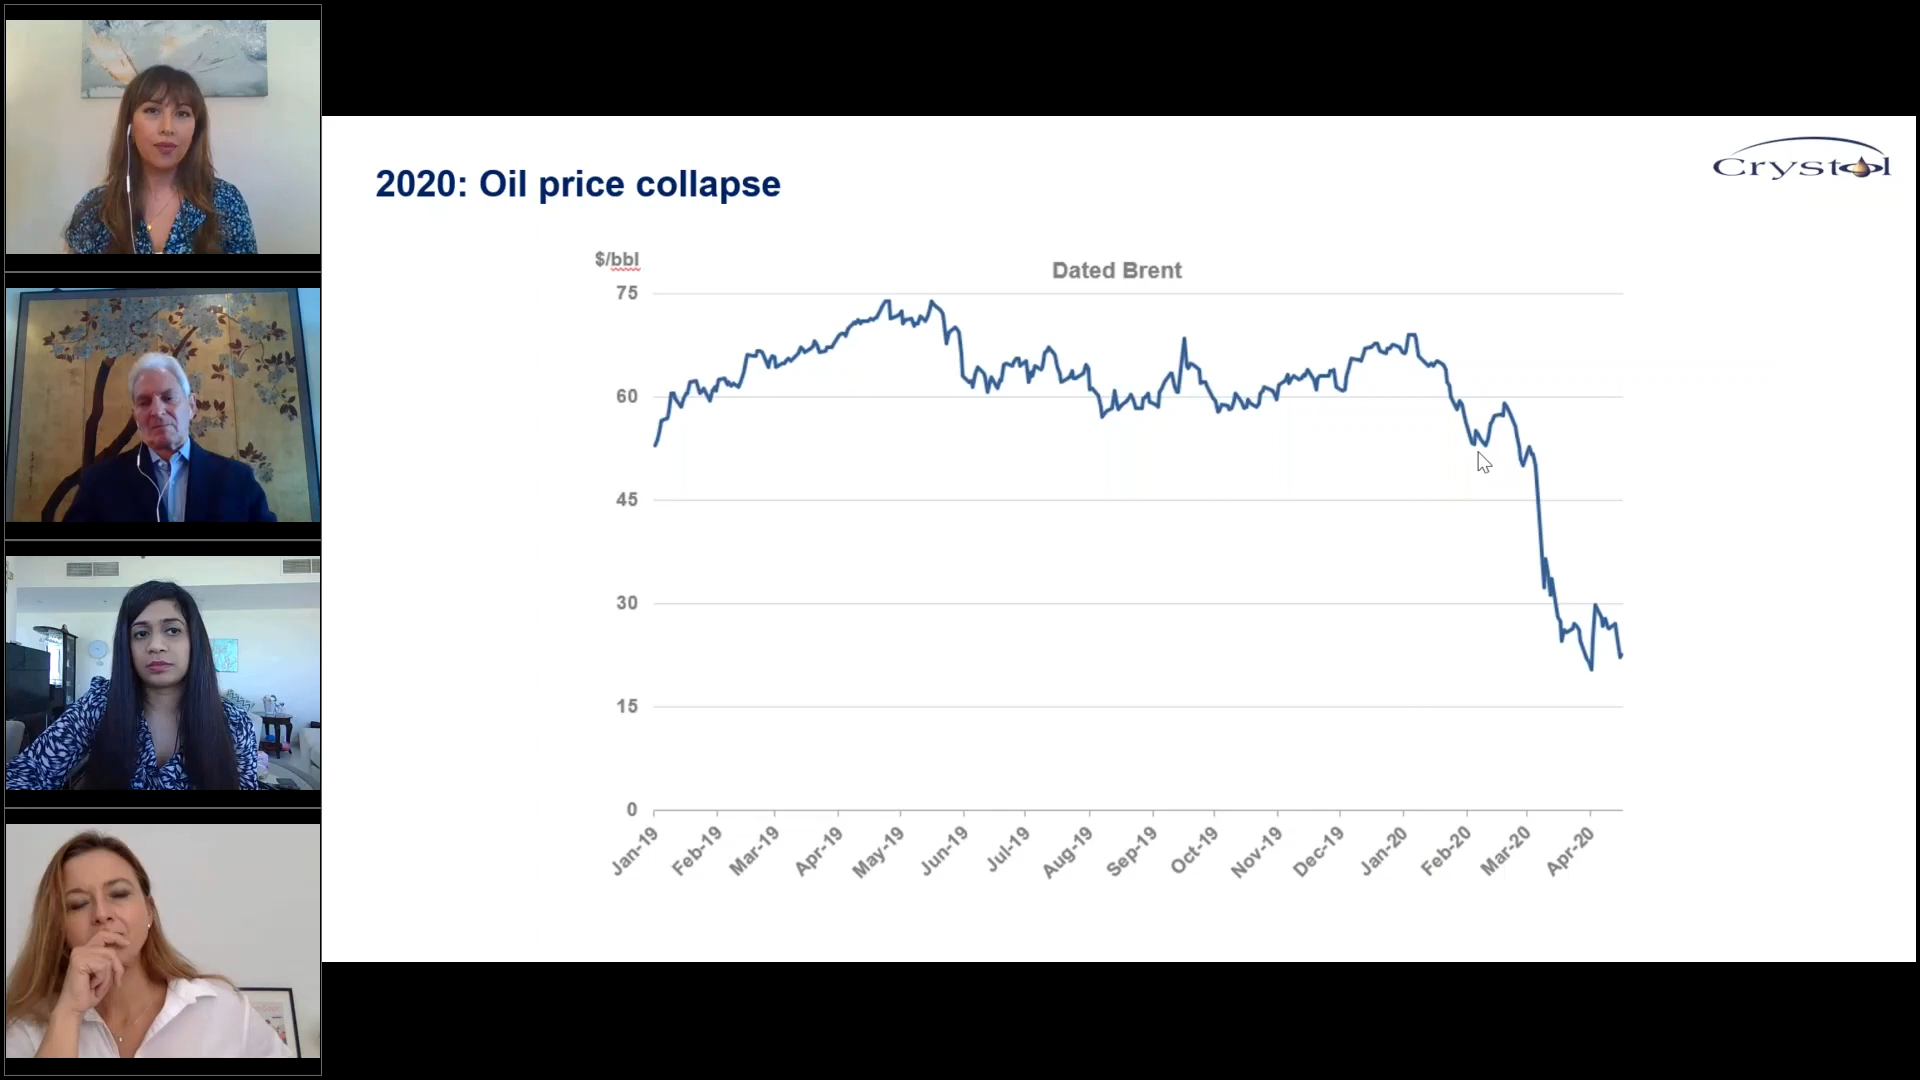 2020: Oil price collapse
Crystol
$/bbl
Dated Brent
75
60
45
30
15
0
Jan-19
Feb-19
Mar-19
Apr-19
May-19
Jun-19
Jul-19
Aug-19
Sep-19
Oct-19
Nov-19
Dec-19
Jan-20
Feb-20
Mar-20
Apr-20